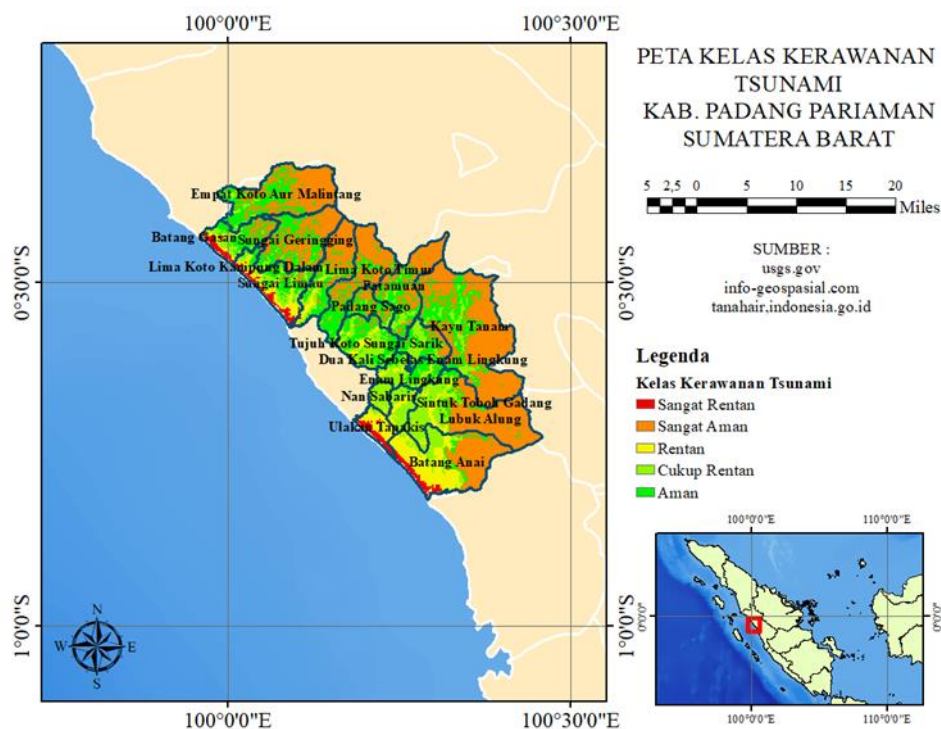 100°0'0"E
100°30'0"E
0°30'0"S
0°30'0"S
1°0'0"S
1°0'0"S
100°0'0"E
100°30'0"E
Empat Koto Aur Malintang
Batang Gasan
Sungai Geringging
Lima Koto Kampung Dalam
Lima Koto Timur
Sungai Limau
Patamuan
Padang Sago
Kayu Tanam
Tujuh Koto Sungai Sarik
Dua Kali Sebelas Enam Lingkung
Enam Lingkung
Nan Sabaris
Sintuk Toboh Gadang
Lubuk Alung
Ulakan Tapakis
Batang Anai
N
W
E
S
PETA KELAS KERAWANAN
TSUNAMI
KAB. PADANG PARIAMAN
SUMATERA BARAT
5 2,5 0 5 10 15 20
Miles
SUMBER :
usgs.gov
info-geospasial.com
tanahair,indonesia.go.id
Legenda
Kelas Kerawanan Tsunami
Sangat Rentan
Sangat Aman
Rentan
Cukup Rentan
Aman
100°0'0"E
110°0'0"E
0°0'0"
0°0'0"
100°0'0"E
110°0'0"E